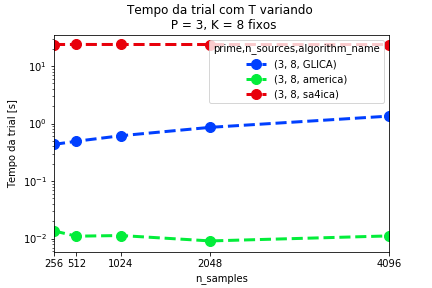 Tempo da trial com T variando
P = 3, K = 8 fixos
prime,n_sources,algorithm_name
(3, 8, GLICA)
(3, 8, america)
(3, 8, sa4ica)
Tempo da trial [s]
10¹
10⁰
10⁻¹
10⁻²
256 512 1024 2048 4096
n_samples